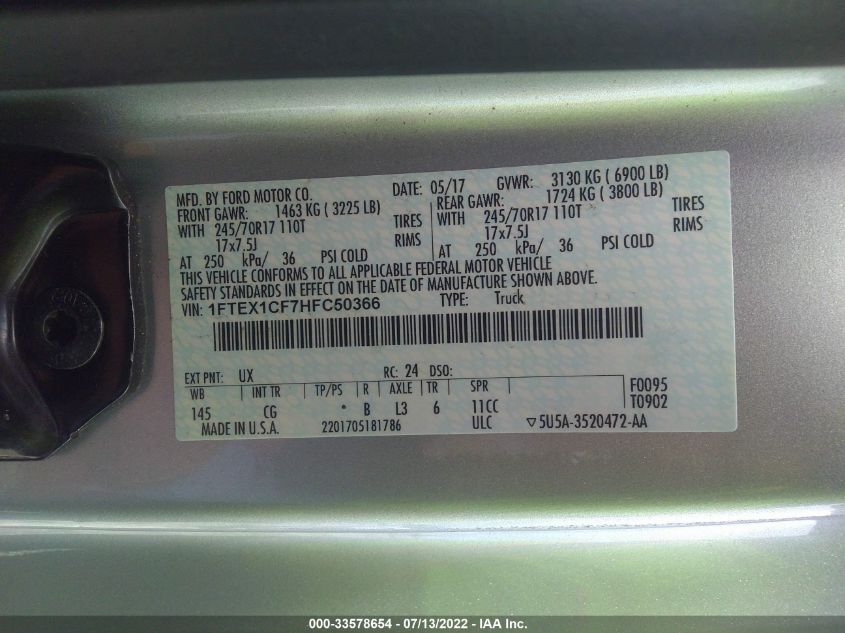 MFD. BY FORD MOTOR CO. DATE: 05/17 GVWR: 3130 KG ( 6900 LB)
FRONT GAWR: 1463 KG ( 3225 LB) REAR GAWR: 1724 KG ( 3800 LB)
WITH 245/70R17 110T TIRES WITH 245/70R17 110T TIRES
17x7.5J RIMS 17x7.5J RIMS
AT 250 kPa/ 36 PSI COLD AT 250 kPa/ 36 PSI COLD
THIS VEHICLE CONFORMS TO ALL APPLICABLE FEDERAL MOTOR VEHICLE
SAFETY STANDARDS IN EFFECT ON THE DATE OF MANUFACTURE SHOWN ABOVE.
VIN: 1FTEX1CF7HFC50366 TYPE: Truck
EXT PNT: UX RC: 24 DSO:
WB INT TR TP/PS R AXLE TR SPR F0095
145 CG * B L3 6 11CC T0902
MADE IN U.S.A. 2201705181786 ULC ▽5U5A-3520472-AA
000-33578654 - 07/13/2022 - IAA Inc.